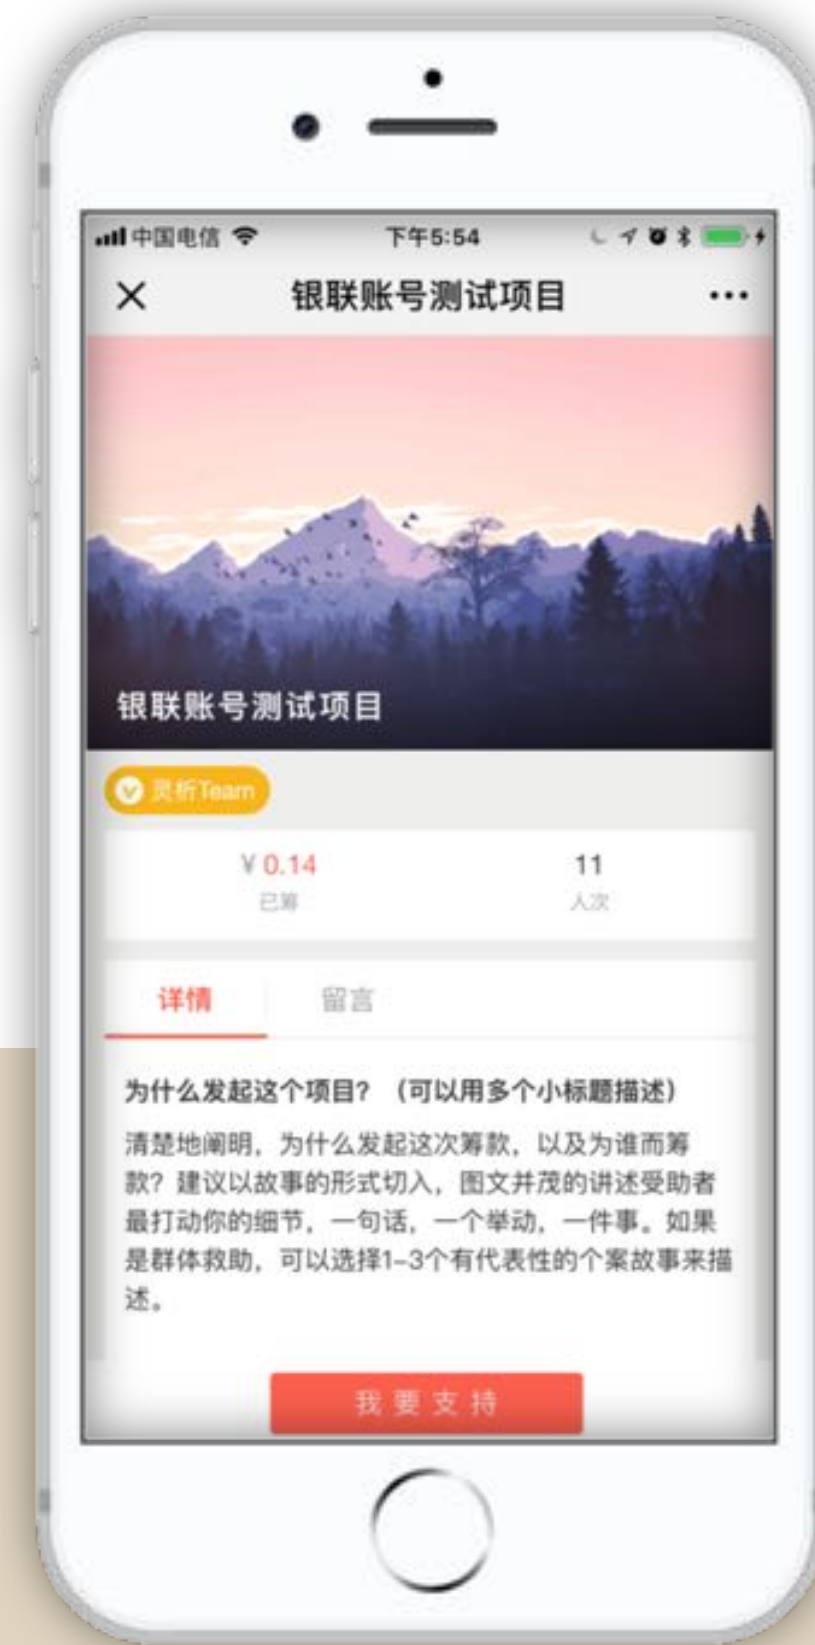 中国电信
下午5:54
银联账号测试项目
银联账号测试项目
灵析Team
¥ 0.14
11
已筹
人次
详情
留言
为什么发起这个项目？（可以用多个小标题描述）
清楚地阐明，为什么发起这次筹款，以及为谁而筹
款？建议以故事的形式切入，图文并茂的讲述受助者
最打动你的细节，一句话，一个举动，一件事。如果
是群体救助，可以选择1-3个有代表性的个案故事来描
述。
我要支持